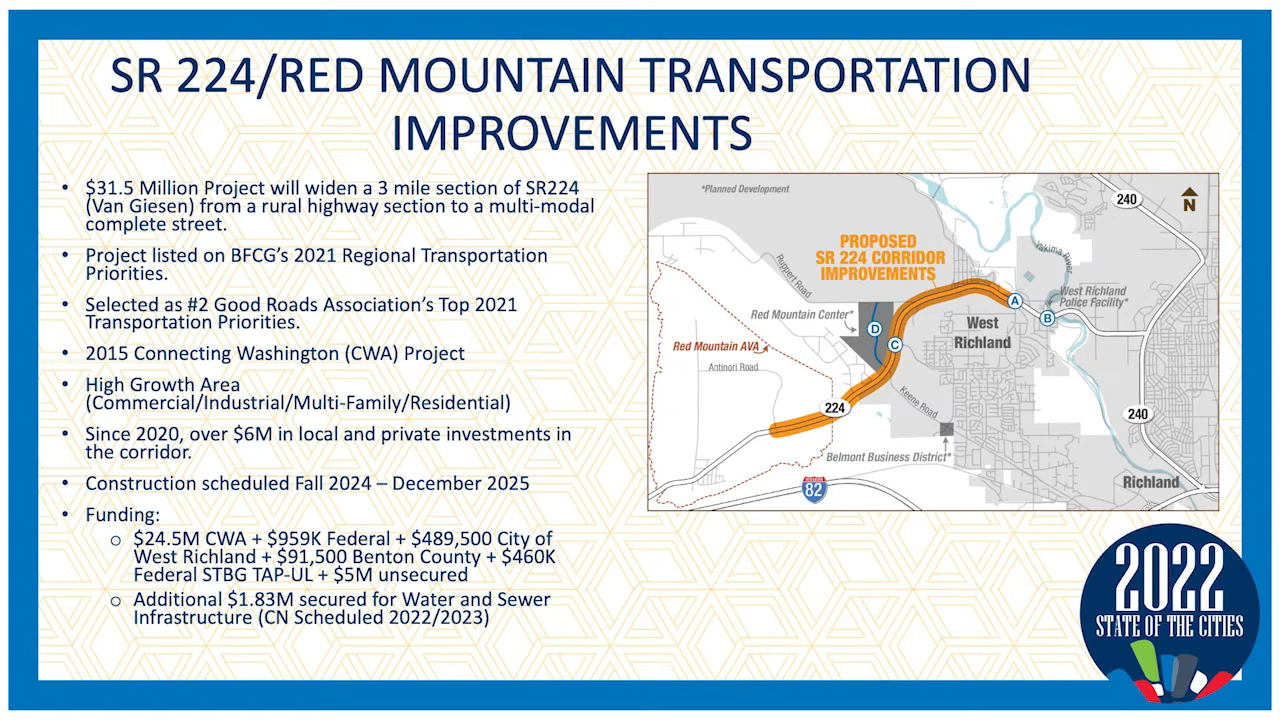 SR 224/RED MOUNTAIN TRANSPORTATION
IMPROVEMENTS
• $31.5 Million Project will widen a 3 mile section of SR224
(Van Giesen) from a rural highway section to a multi-modal
complete street.
• Project listed on BFCG's 2021 Regional Transportation
Priorities.
• Selected as #2 Good Roads Association's Top 2021
Transportation Priorities.
• 2015 Connecting Washington (CWA) Project
• High Growth Area
(Commercial/Industrial/Multi-Family/Residential)
• Since 2020, over $6M in local and private investments in
the corridor.
• Construction scheduled Fall 2024 – December 2025
• Funding:
o $24.5M CWA + $959K Federal + $489,500 City of
West Richland + $91,500 Benton County + $460K
Federal STBG TAP-UL + $5M unsecured
o Additional $1.83M secured for Water and Sewer
Infrastructure (CN Scheduled 2022/2023)
*Planned Development
240
N
PROPOSED
SR 224 CORRIDOR
IMPROVEMENTS
Yakima River
Ruppert Road
West Richland
Police Facility*
A
B
Red Mountain Center*
D
West
Richland
C
Red Mountain AVA
Antinori Road
Keene Road
224
240
Belmont Business District*
82
Richland
2022
STATE OF THE CITIES